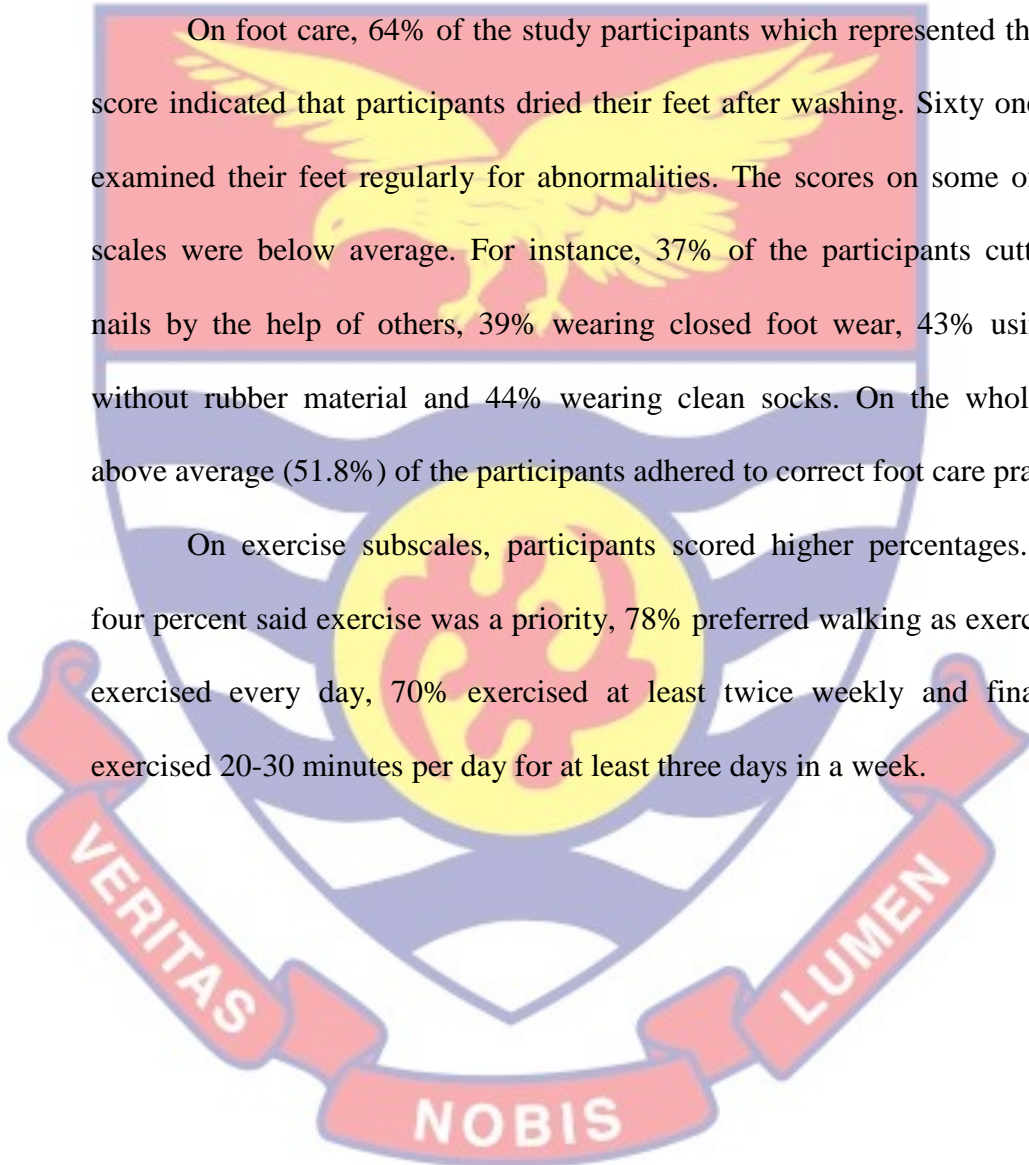 On foot care, 64% of the study participants which represented th
score indicated that participants dried their feet after washing. Sixty on
examined their feet regularly for abnormalities. The scores on some o
scales were below average. For instance, 37% of the participants cutt
nails by the help of others, 39% wearing closed foot wear, 43% usi
without rubber material and 44% wearing clean socks. On the whol
above average (51.8%) of the participants adhered to correct foot care pra
On exercise subscales, participants scored higher percentages.
four percent said exercise was a priority, 78% preferred walking as exerc
exercised every day, 70% exercised at least twice weekly and fina
exercised 20-30 minutes per day for at least three days in a week.
VERITAS
NOBIS
LUMEN